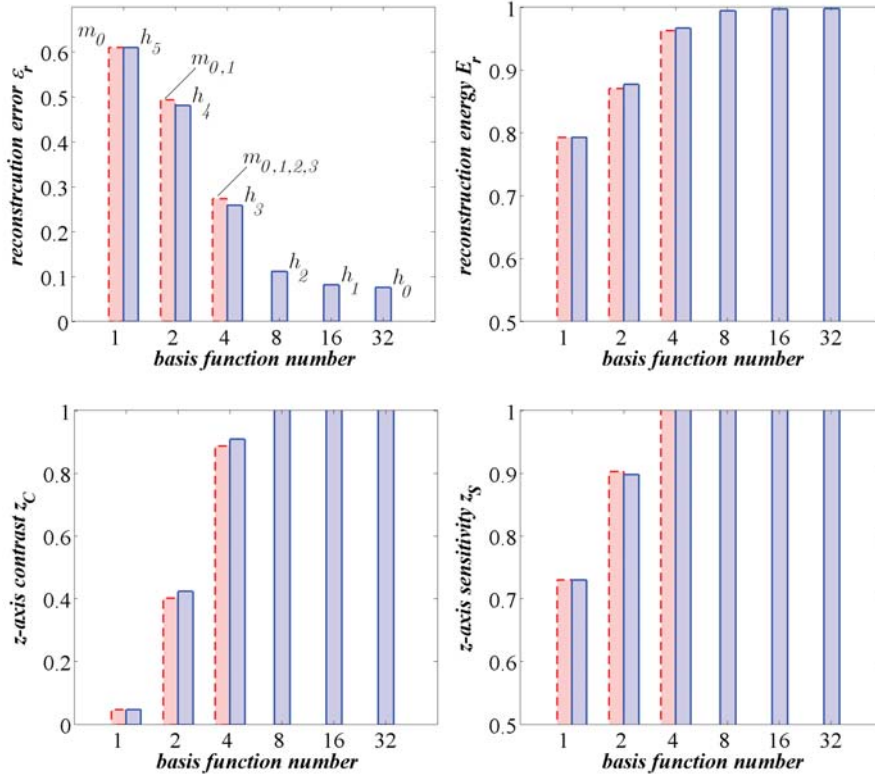 reconstrcution error εr
0.6
0.5
0.4
0.3
0.2
0.1
0
m0
h5
m0,1
h4
m0,1,2,3
h3
h2
h1
h0
1 2 4 8 16 32
basis function number
reconstruction energy Er
1
0.9
0.8
0.7
0.6
0.5
1 2 4 8 16 32
basis function number
z-axis contrast zC
1
0.8
0.6
0.4
0.2
0
1 2 4 8 16 32
basis function number
z-axis sensitivity zS
1
0.9
0.8
0.7
0.6
0.5
1 2 4 8 16 32
basis function number